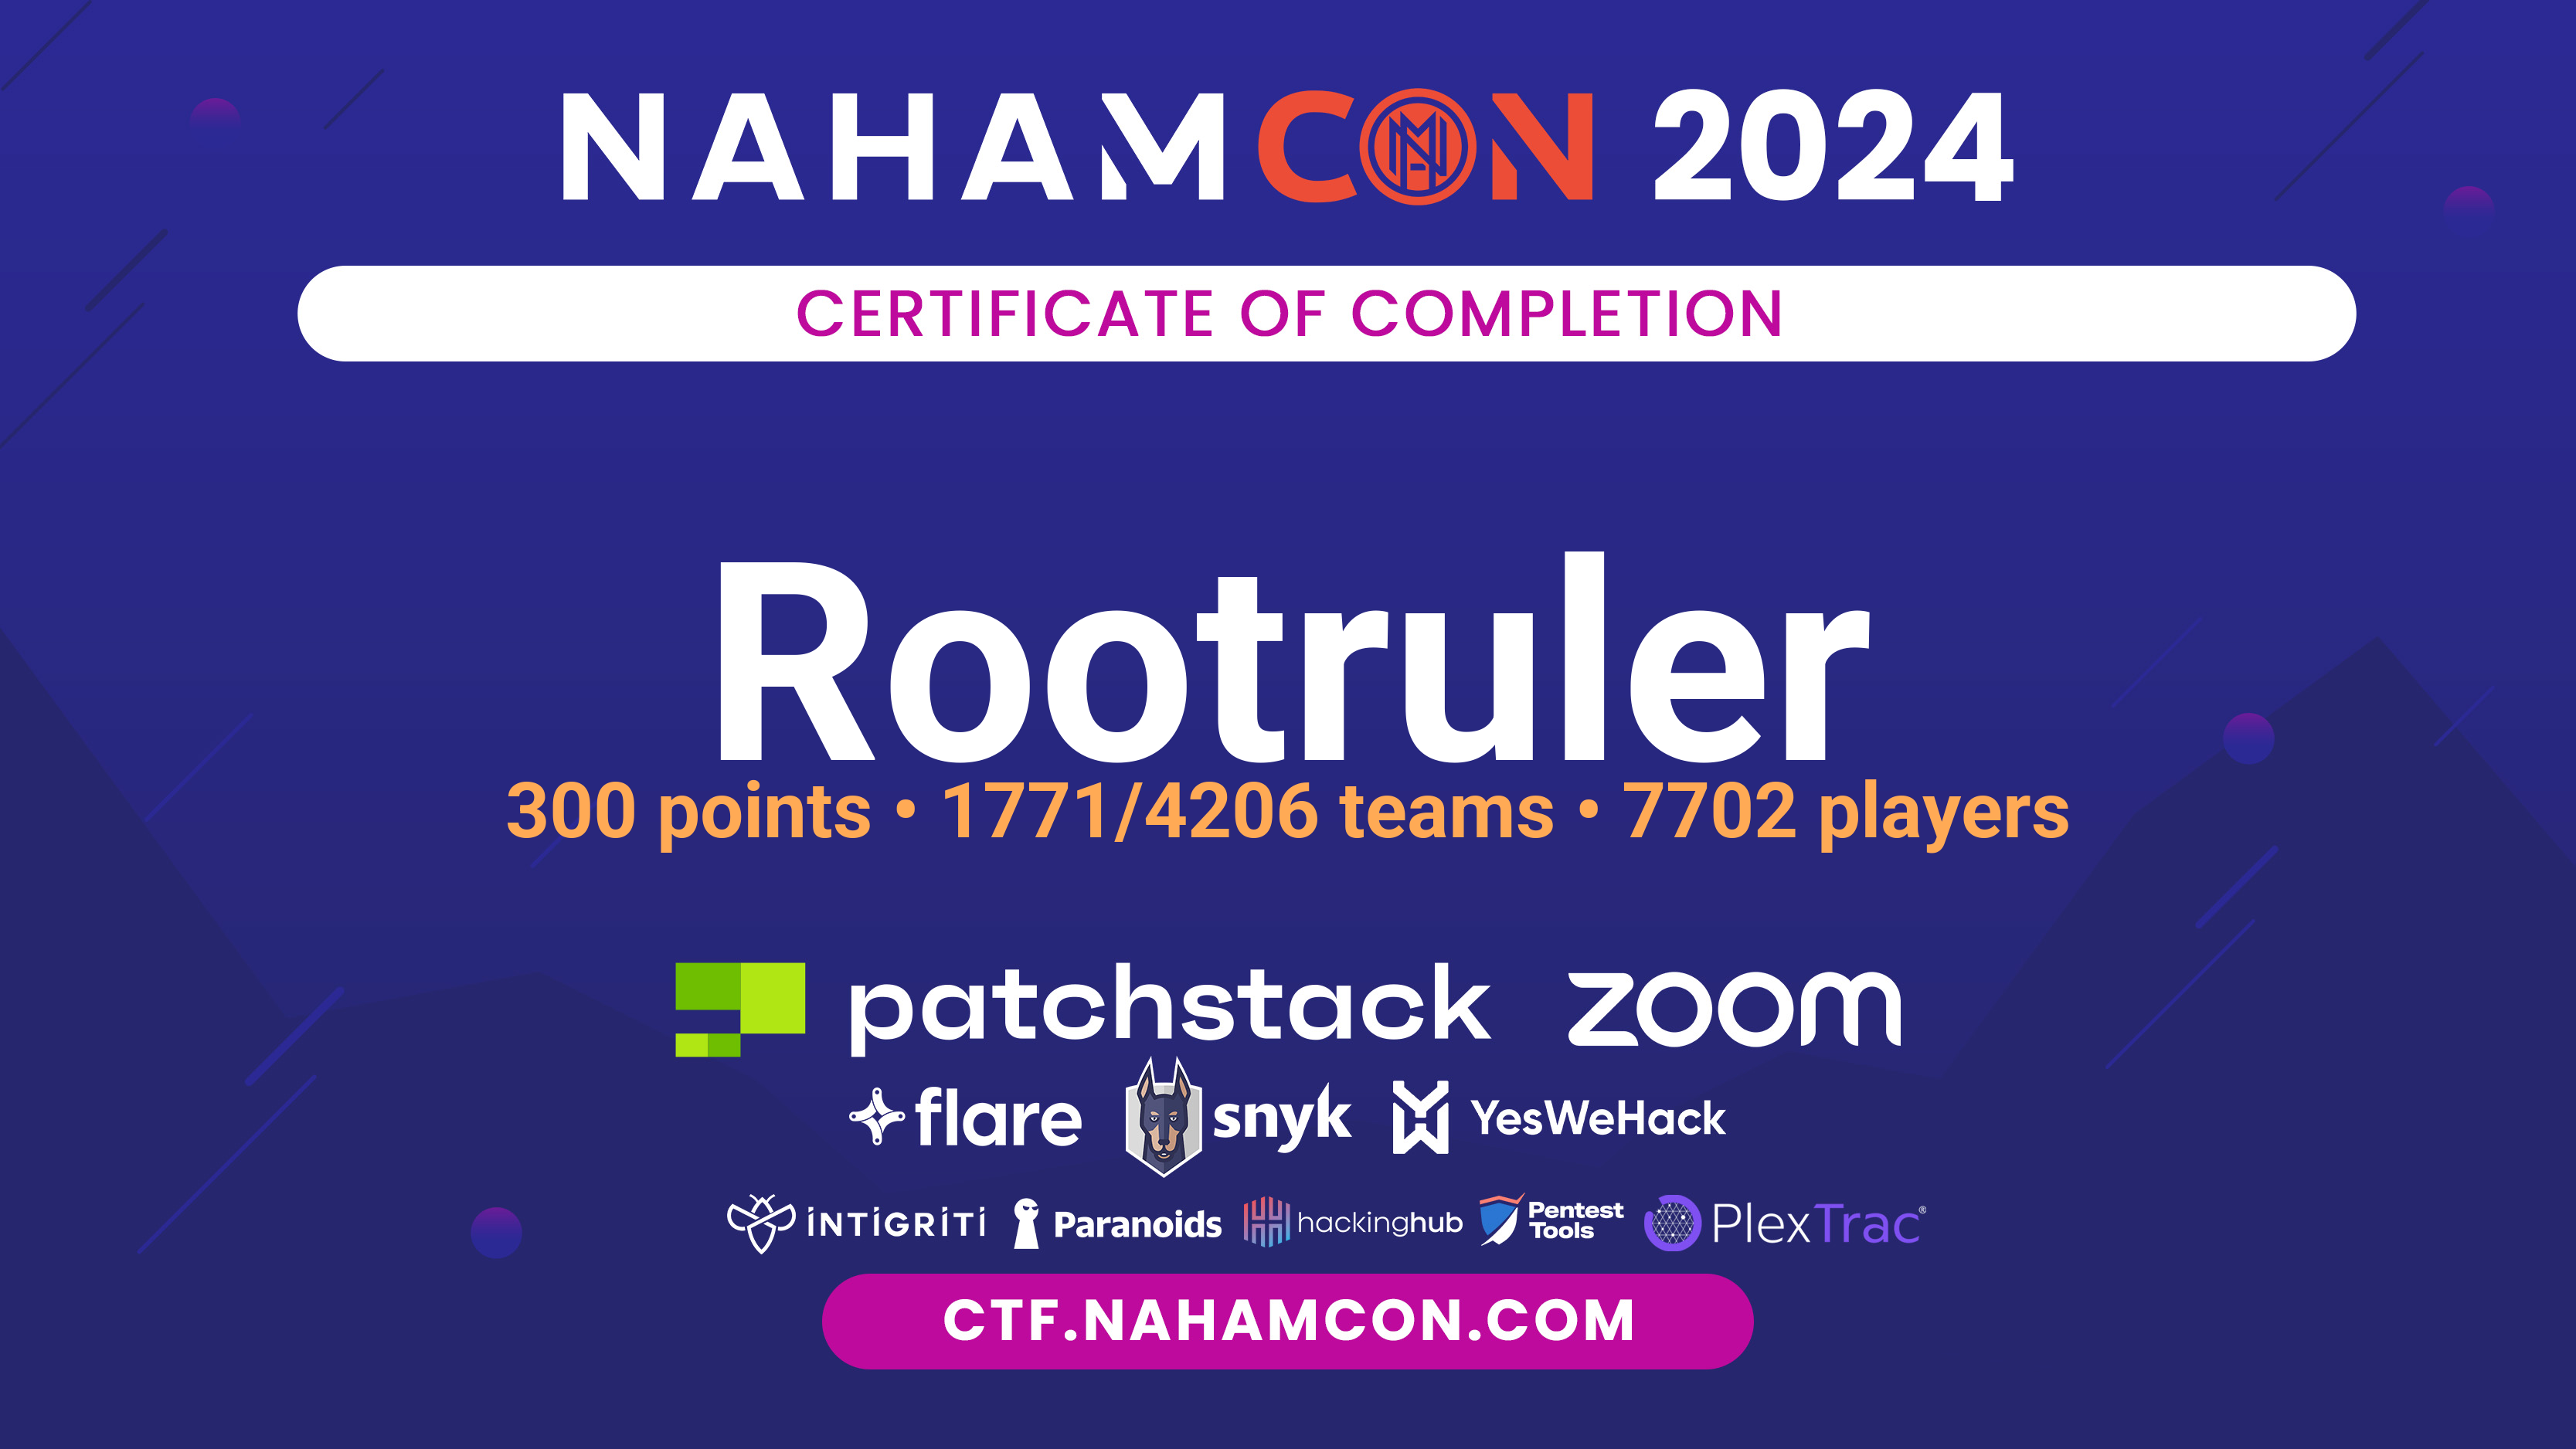 NAHAMCON 2024
CERTIFICATE OF COMPLETION
Rootruler
300 points • 1771/4206 teams • 7702 players
patchstack zoom
flare snyk YesWeHack
INTIGRITI Paranoids hackinghub Pentest Tools PlexTrac®
CTF.NAHAMCON.COM